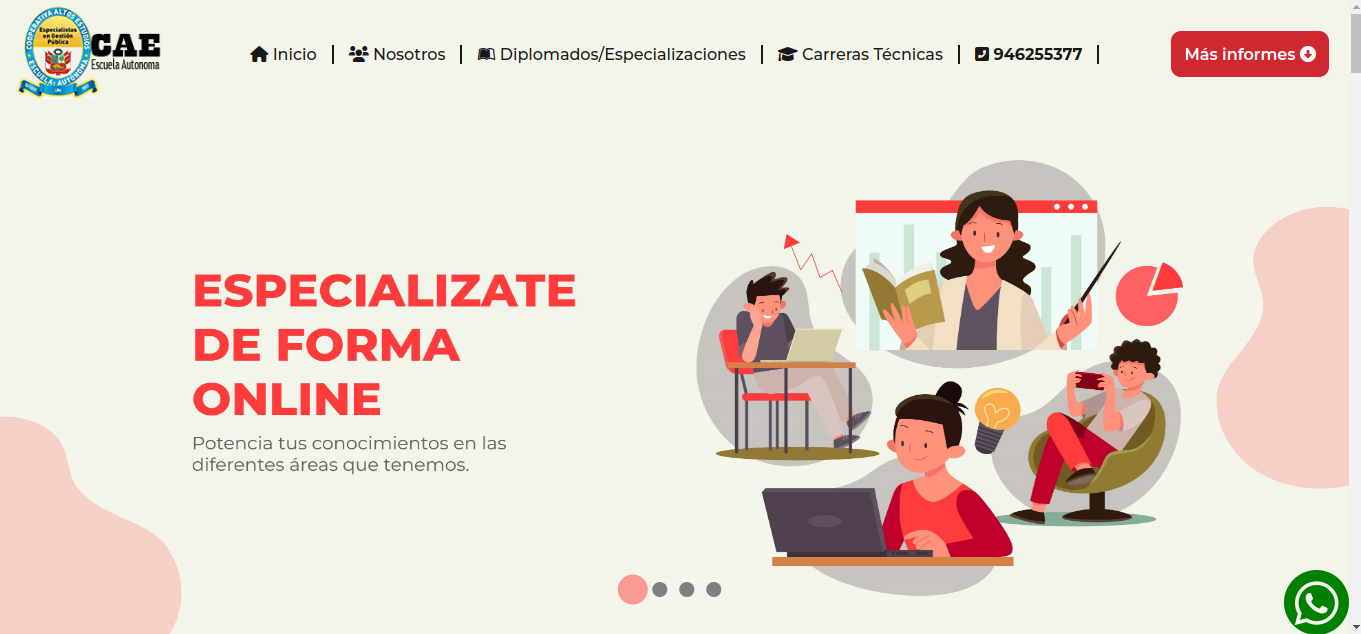 COOPERATIVA ALTOS ESTUDIOS
Especialistas
en Gestión
Pública
ESCUELA AUTONOMA
CAE
Escuela Autonoma
Inicio
Nosotros
Diplomados/Especializaciones
Carreras Técnicas
946255377
Más informes
ESPECIALIZATE
DE FORMA
ONLINE
Potencia tus conocimientos en las
diferentes áreas que tenemos.